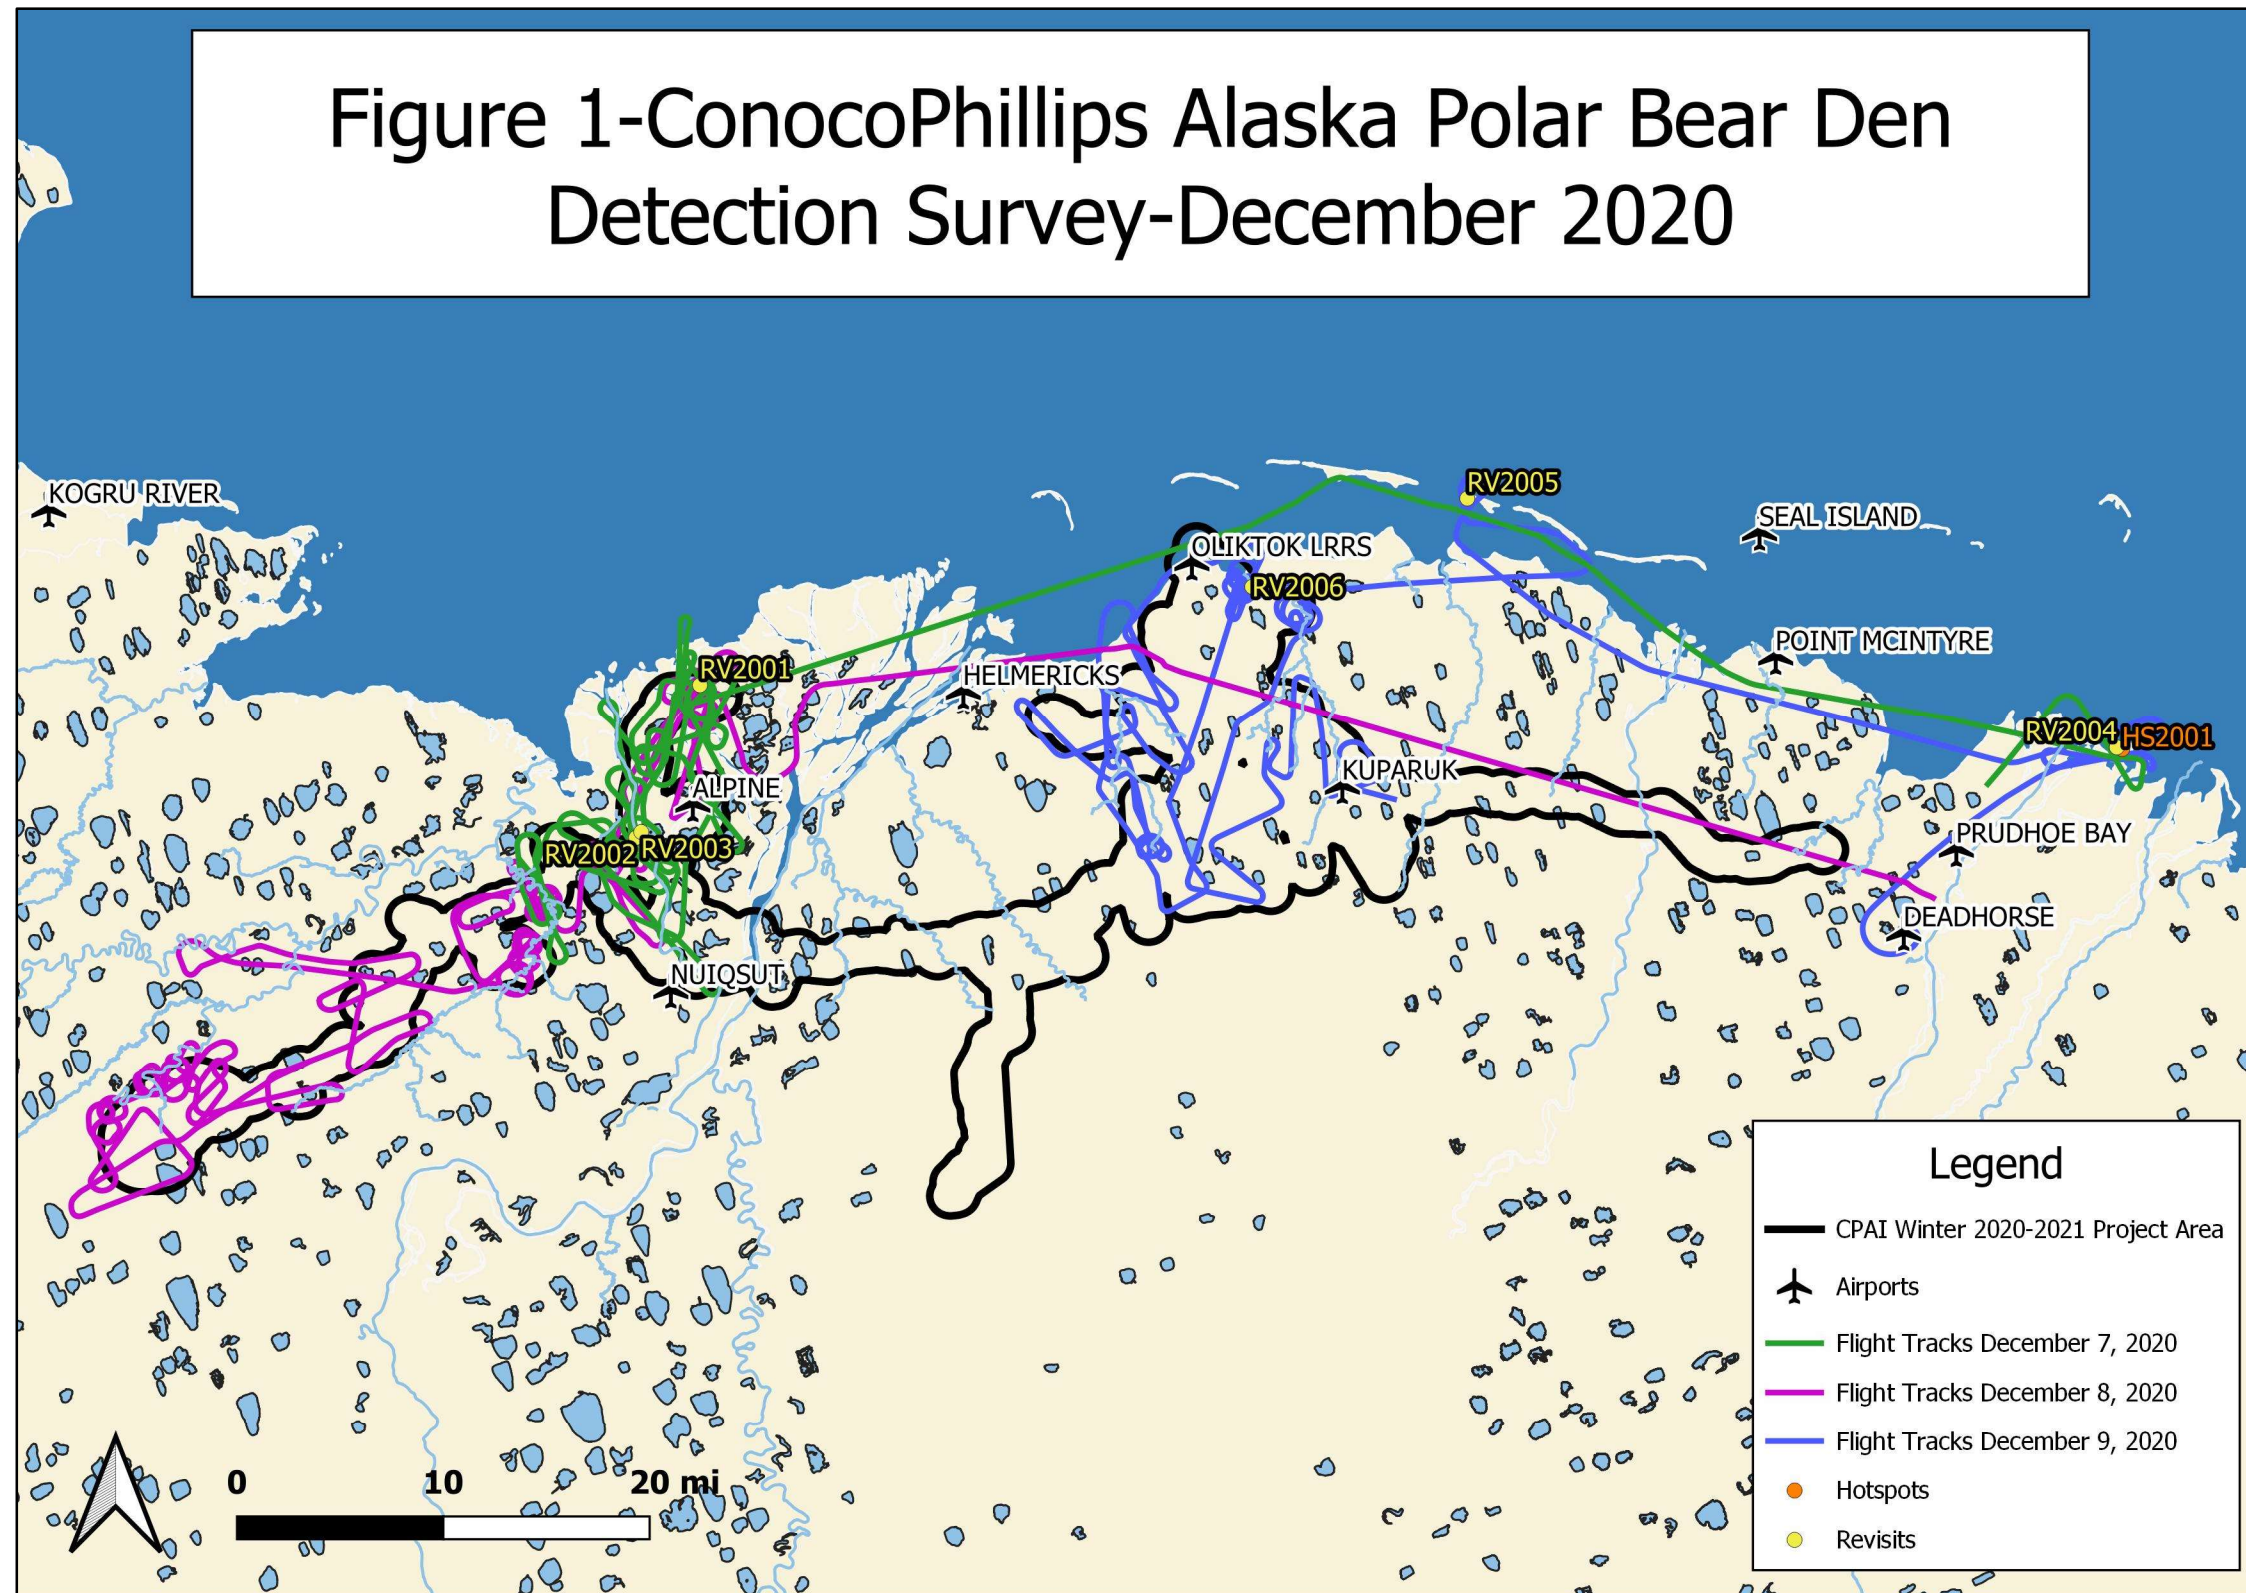 Figure 1-ConocoPhillips Alaska Polar Bear Den
Detection Survey-December 2020
KOGRU RIVER
RV2005
SEAL ISLAND
OLIKTOK LRRS
RV2006
POINT MCINTYRE
RV2001
HELMERICKS
RV2004
HS2001
KUPARUK
ALPINE
PRUDHOE BAY
RV2002
RV2003
DEADHORSE
NUIQSUT
Legend
CPAI Winter 2020-2021 Project Area
Airports
Flight Tracks December 7, 2020
Flight Tracks December 8, 2020
Flight Tracks December 9, 2020
Hotspots
Revisits
0 10 20 mi